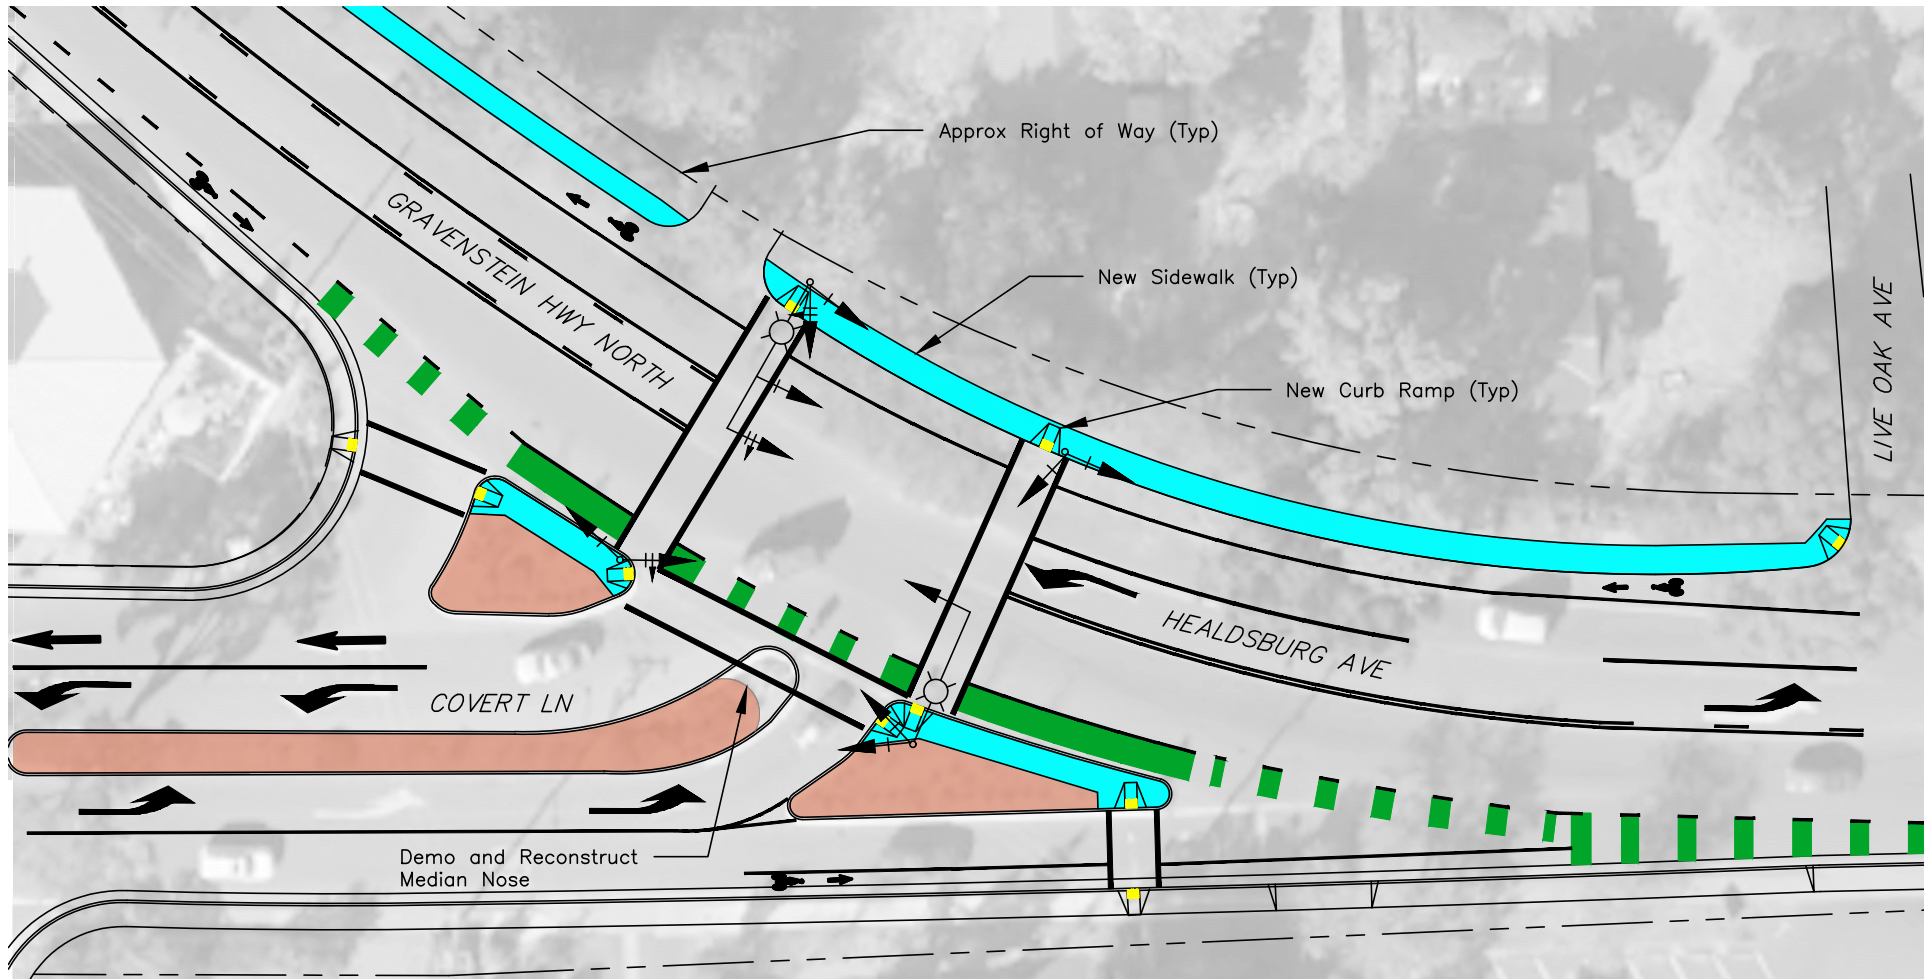 Approx Right of Way (Typ)
GRAVENSTEIN HWY NORTH
New Sidewalk (Typ)
LIVE OAK AVE
New Curb Ramp (Typ)
HEALDSBURG AVE
COVERT LN
Demo and Reconstruct
Median Nose